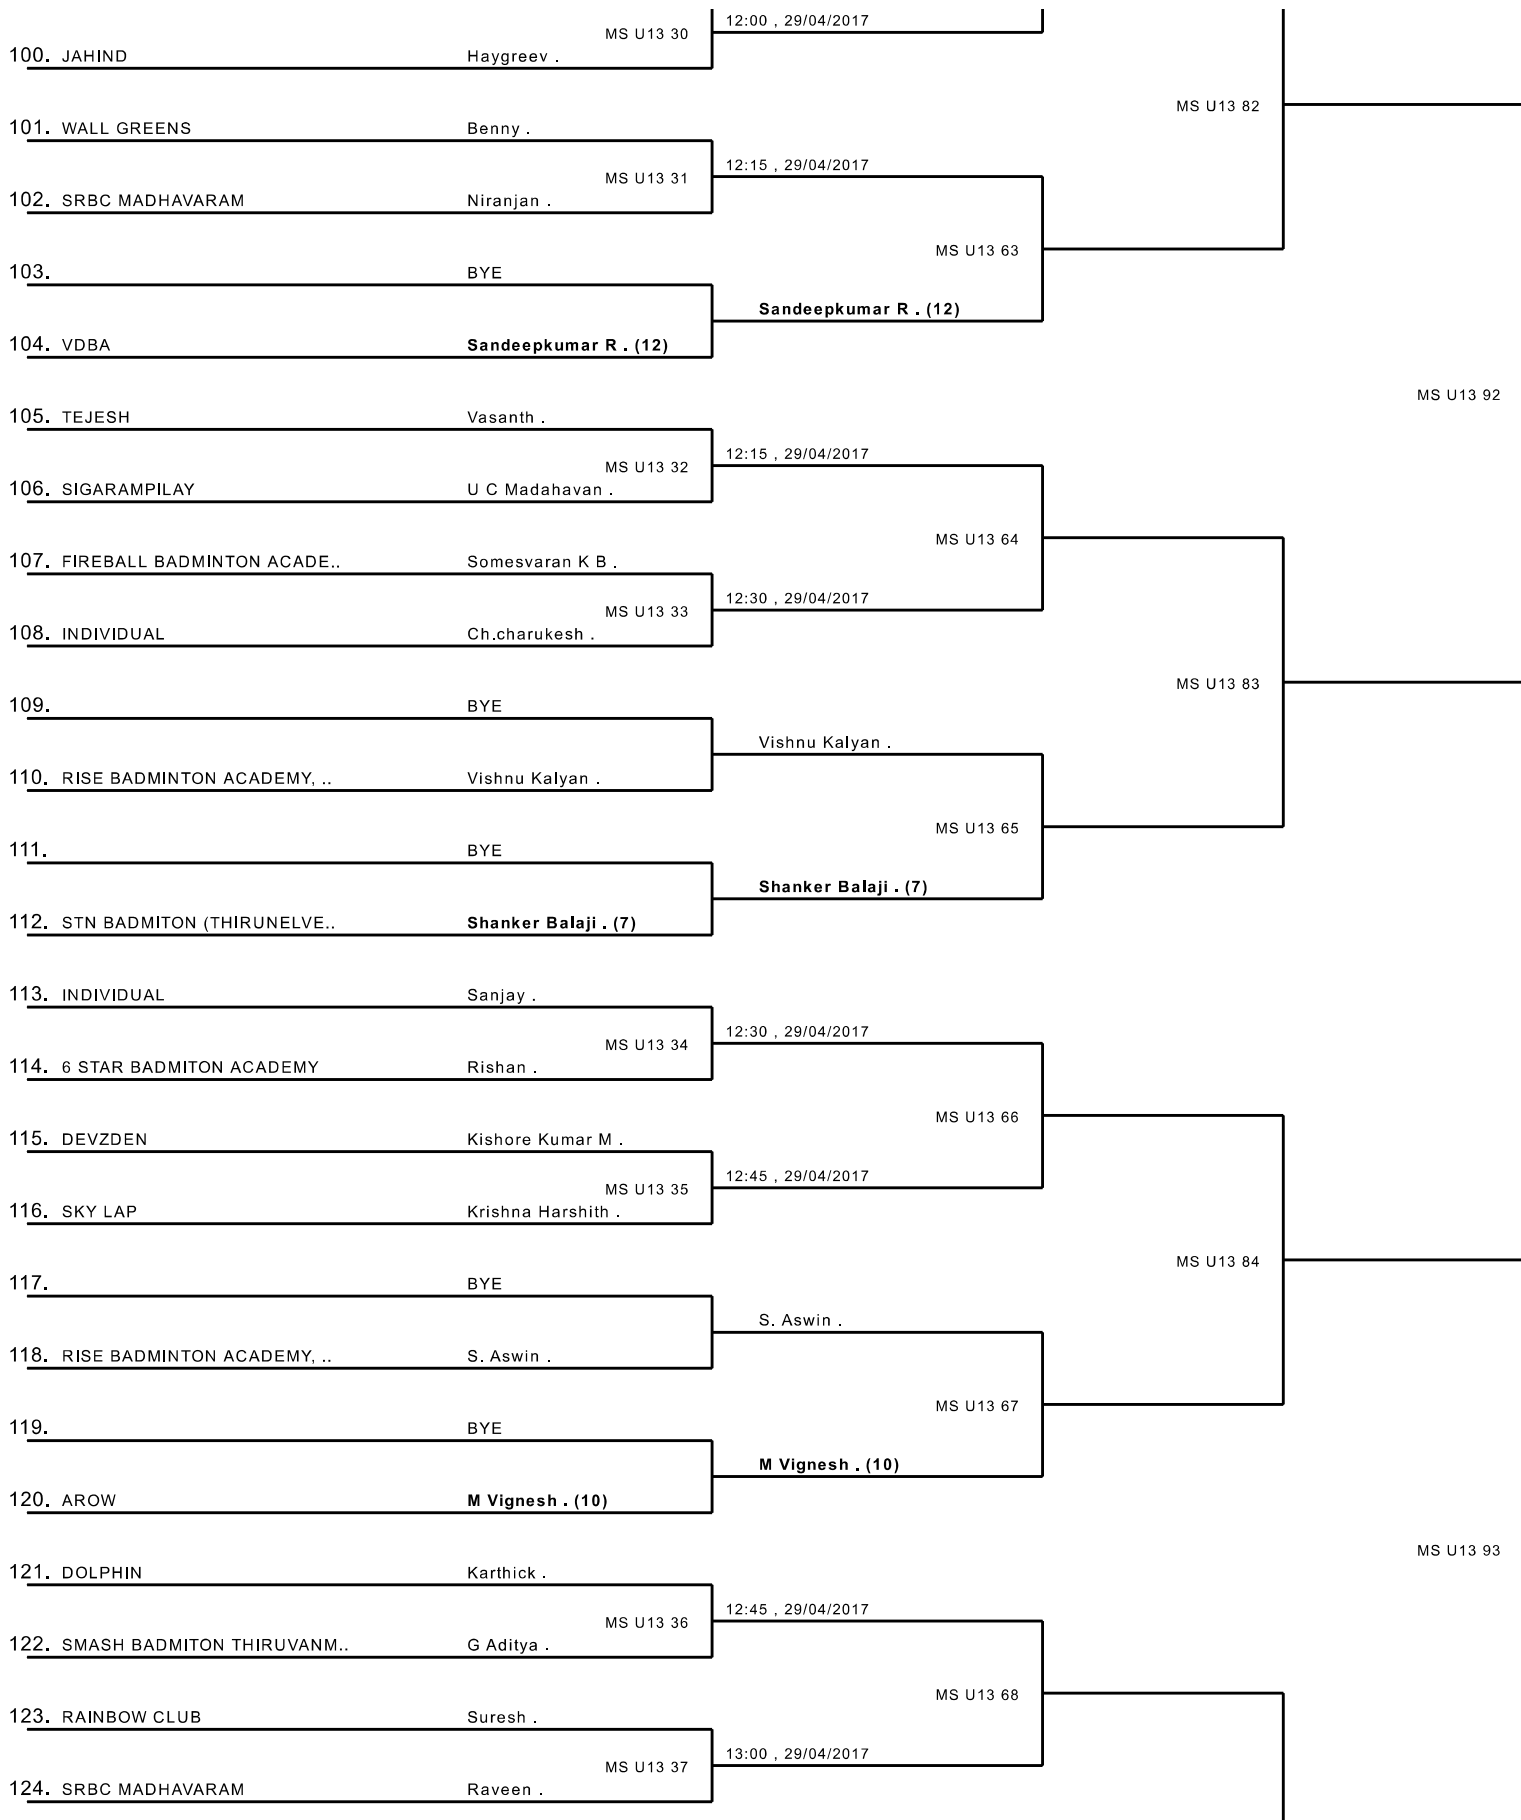 12:00 , 29/04/2017
MS U13 30
100. JAHIND Haygreev .
MS U13 82
101. WALL GREENS Benny .
12:15 , 29/04/2017
MS U13 31
102. SRBC MADHAVARAM Niranjan .
MS U13 63
103. BYE
Sandeepkumar R . (12)
104. VDBA Sandeepkumar R . (12)
MS U13 92
105. TEJESH Vasanth .
12:15 , 29/04/2017
MS U13 32
106. SIGARAMPILAY U C Madahavan .
MS U13 64
107. FIREBALL BADMINTON ACADE.. Somesvaran K B .
12:30 , 29/04/2017
MS U13 33
108. INDIVIDUAL Ch.charukesh .
MS U13 83
109. BYE
Vishnu Kalyan .
110. RISE BADMINTON ACADEMY, .. Vishnu Kalyan .
MS U13 65
111. BYE
Shanker Balaji . (7)
112. STN BADMITON (THIRUNELVE.. Shanker Balaji . (7)
113. INDIVIDUAL Sanjay .
12:30 , 29/04/2017
MS U13 34
114. 6 STAR BADMITON ACADEMY Rishan .
MS U13 66
115. DEVZDEN Kishore Kumar M .
12:45 , 29/04/2017
MS U13 35
116. SKY LAP Krishna Harshith .
MS U13 84
117. BYE
S. Aswin .
118. RISE BADMINTON ACADEMY, .. S. Aswin .
MS U13 67
119. BYE
M Vignesh . (10)
120. AROW M Vignesh . (10)
MS U13 93
121. DOLPHIN Karthick .
12:45 , 29/04/2017
MS U13 36
122. SMASH BADMITON THIRUVANM.. G Aditya .
MS U13 68
123. RAINBOW CLUB Suresh .
13:00 , 29/04/2017
MS U13 37
124. SRBC MADHAVARAM Raveen .